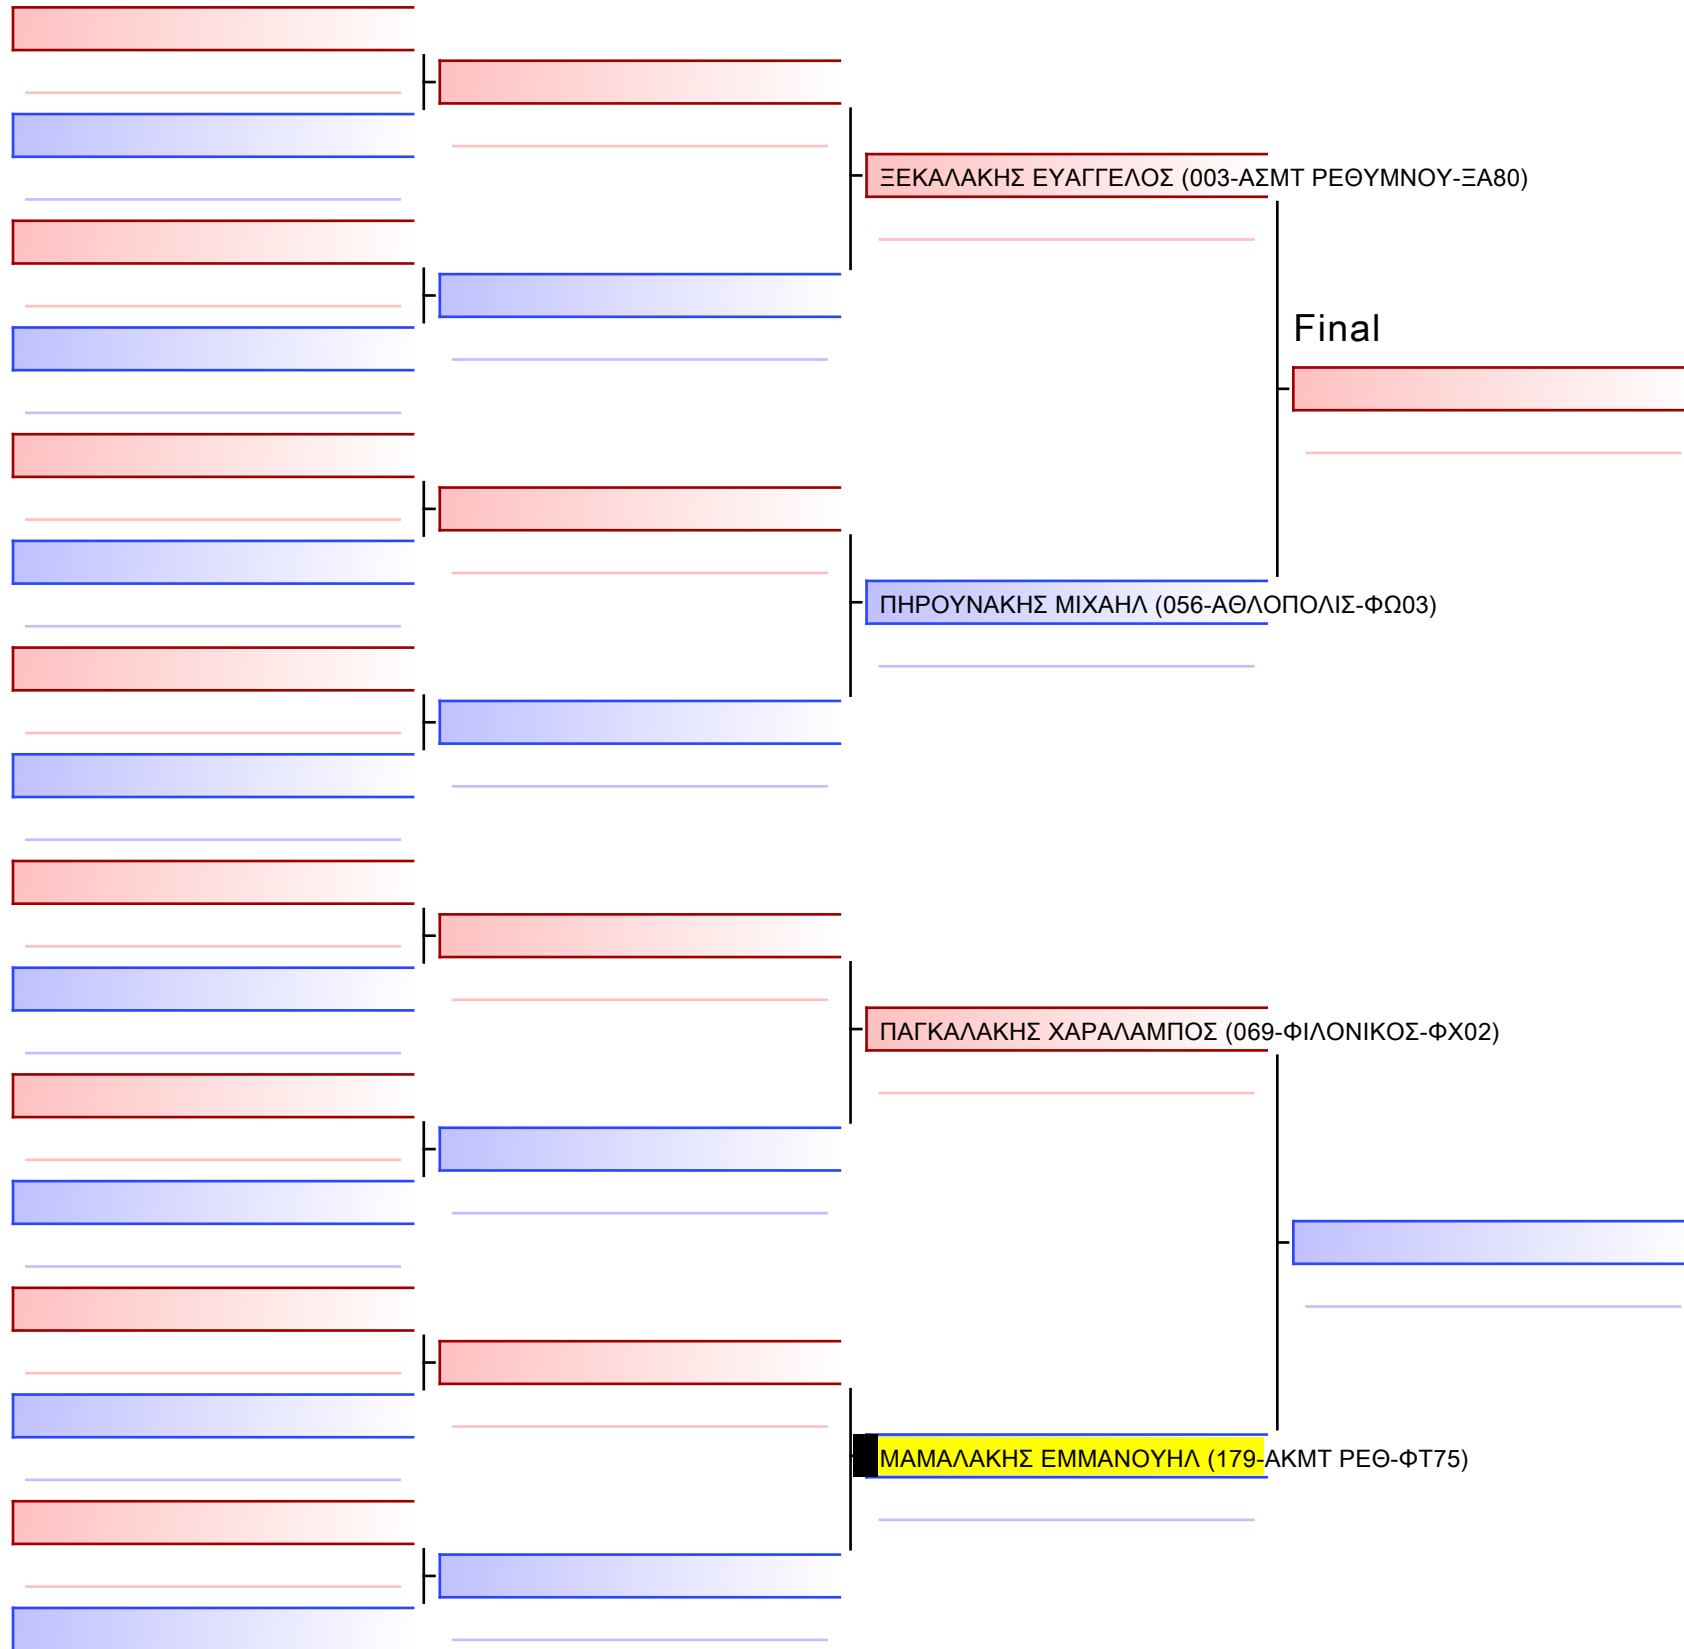 ΞΕΚΑΛΑΚΗΣ ΕΥΑΓΓΕΛΟΣ (003-ΑΣΜΤ ΡΕΘΥΜΝΟΥ-ΞΑ80)
Final
ΠΗΡΟΥΝΑΚΗΣ ΜΙΧΑΗΛ (056-ΑΘΛΟΠΟΛΙΣ-ΦΩ03)
ΠΑΓΚΑΛΑΚΗΣ ΧΑΡΑΛΑΜΠΟΣ (069-ΦΙΛΟΝΙΚΟΣ-ΦΧ02)
ΜΑΜΑΛΑΚΗΣ ΕΜΜΑΝΟΥΗΛ (179-ΑΚΜΤ ΡΕΘ-ΦΤ75)